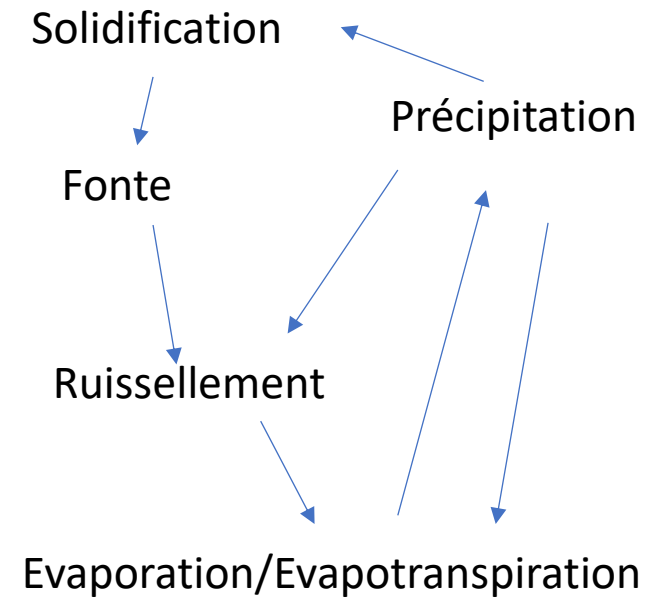 Solidification
Précipitation
Fonte
Ruissellement
Evaporation/Evapotranspiration